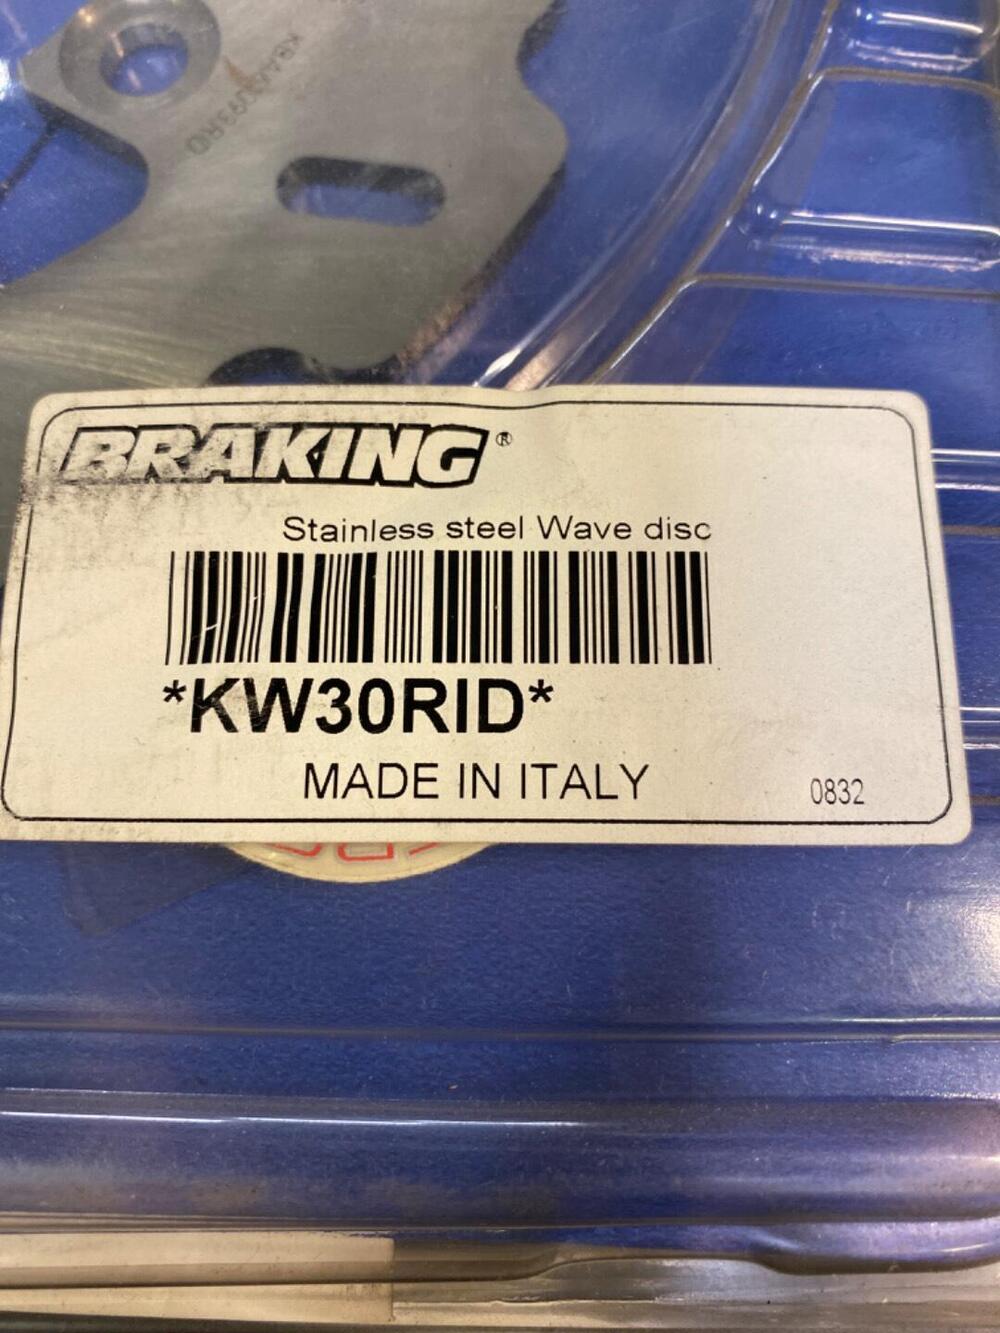 BRAKING®
Stainless steel Wave disc
*KW30RID*
MADE IN ITALY
0832